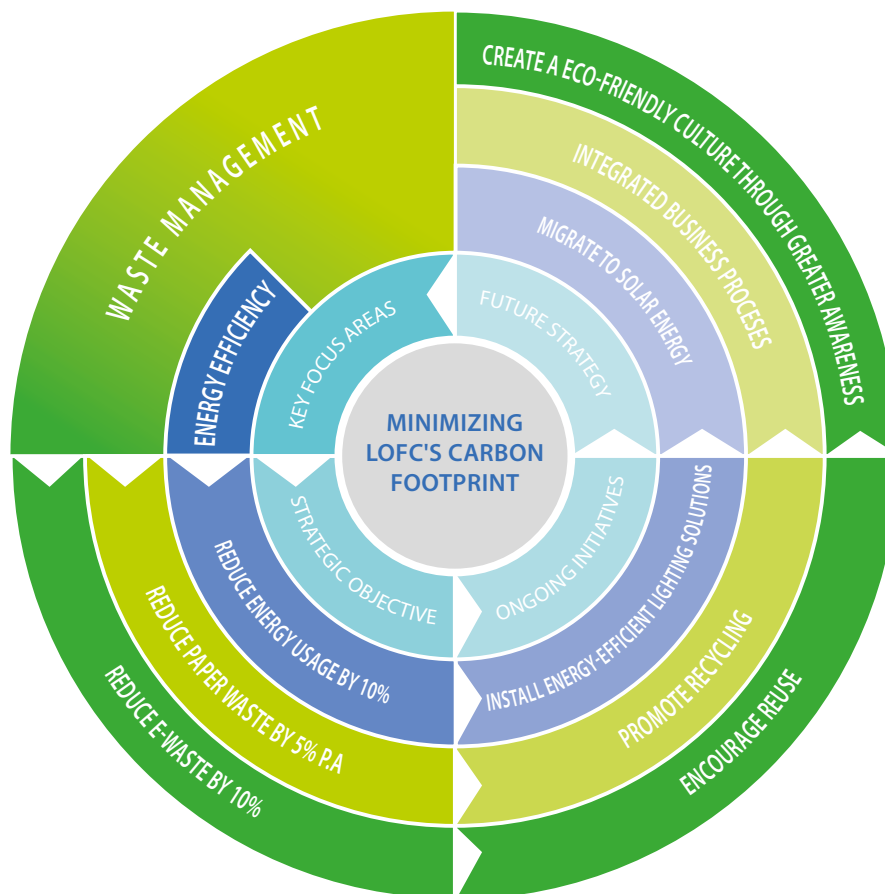 MINIMIZING
LOFC'S CARBON
FOOTPRINT
KEY FOCUS AREAS
ENERGY EFFICIENCY
WASTE MANAGEMENT
STRATEGIC OBJECTIVE
REDUCE ENERGY USAGE BY 10%
REDUCE PAPER WASTE BY 5% P.A
REDUCE E-WASTE BY 10%
ONGOING INITIATIVES
INSTALL ENERGY-EFFICIENT LIGHTING SOLUTIONS
PROMOTE RECYCLING
ENCOURAGE REUSE
FUTURE STRATEGY
MIGRATE TO SOLAR ENERGY
INTEGRATED BUSINESS PROCESES
CREATE A ECO-FRIENDLY CULTURE THROUGH GREATER AWARENESS